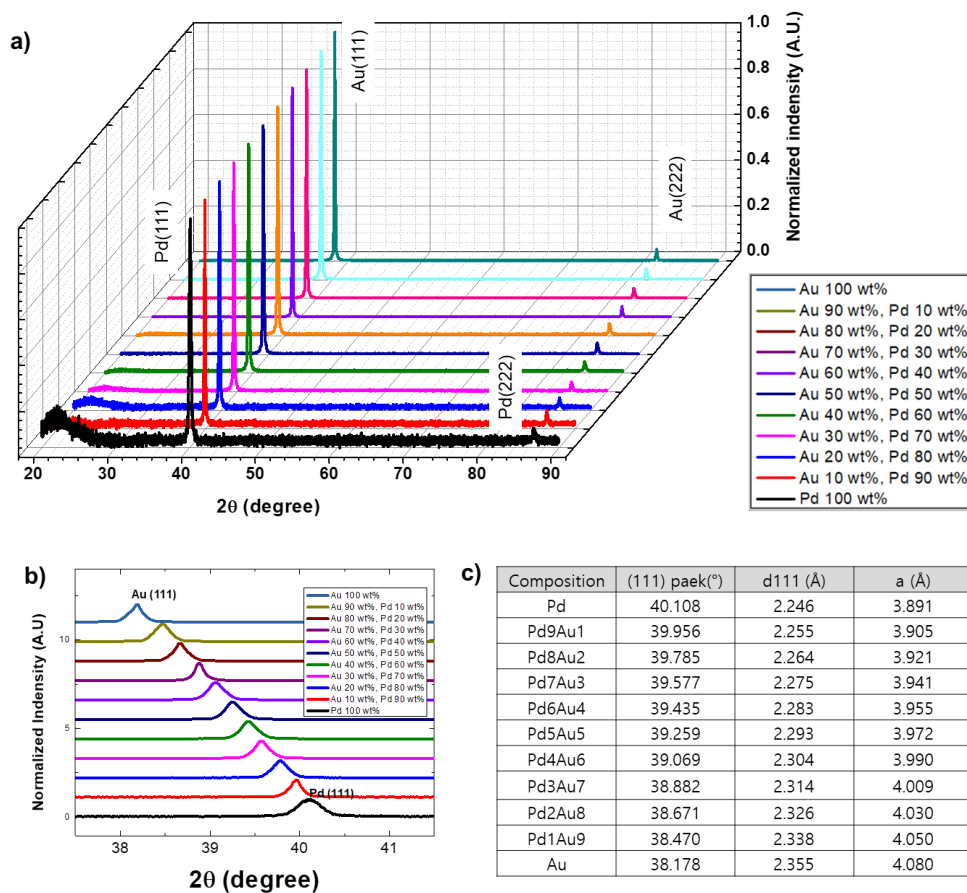 a)
1.0
0.8
0.6
0.4
0.2
0.0
Normalized indensity (A.U.)
Au(111)
Au(222)
Pd(111)
Pd(222)
20 30 40 50 60 70 80 90
2θ (degree)
Au 100 wt%
Au 90 wt%, Pd 10 wt%
Au 80 wt%, Pd 20 wt%
Au 70 wt%, Pd 30 wt%
Au 60 wt%, Pd 40 wt%
Au 50 wt%, Pd 50 wt%
Au 40 wt%, Pd 60 wt%
Au 30 wt%, Pd 70 wt%
Au 20 wt%, Pd 80 wt%
Au 10 wt%, Pd 90 wt%
Pd 100 wt%
b)
Normalized Indensity (A.U)
10
5
0
Au (111)
Au 100 wt%
Au 90 wt%, Pd 10 wt%
Au 80 wt%, Pd 20 wt%
Au 70 wt%, Pd 30 wt%
Au 60 wt%, Pd 40 wt%
Au 50 wt%, Pd 50 wt%
Au 40 wt%, Pd 60 wt%
Au 30 wt%, Pd 70 wt%
Au 20 wt%, Pd 80 wt%
Au 10 wt%, Pd 90 wt%
Pd 100 wt%
Pd (111)
38 39 40 41
2θ (degree)
c)
Composition (111) paek(°) d111 (Å) a (Å)
Pd 40.108 2.246 3.891
Pd9Au1 39.956 2.255 3.905
Pd8Au2 39.785 2.264 3.921
Pd7Au3 39.577 2.275 3.941
Pd6Au4 39.435 2.283 3.955
Pd5Au5 39.259 2.293 3.972
Pd4Au6 39.069 2.304 3.990
Pd3Au7 38.882 2.314 4.009
Pd2Au8 38.671 2.326 4.030
Pd1Au9 38.470 2.338 4.050
Au 38.178 2.355 4.080